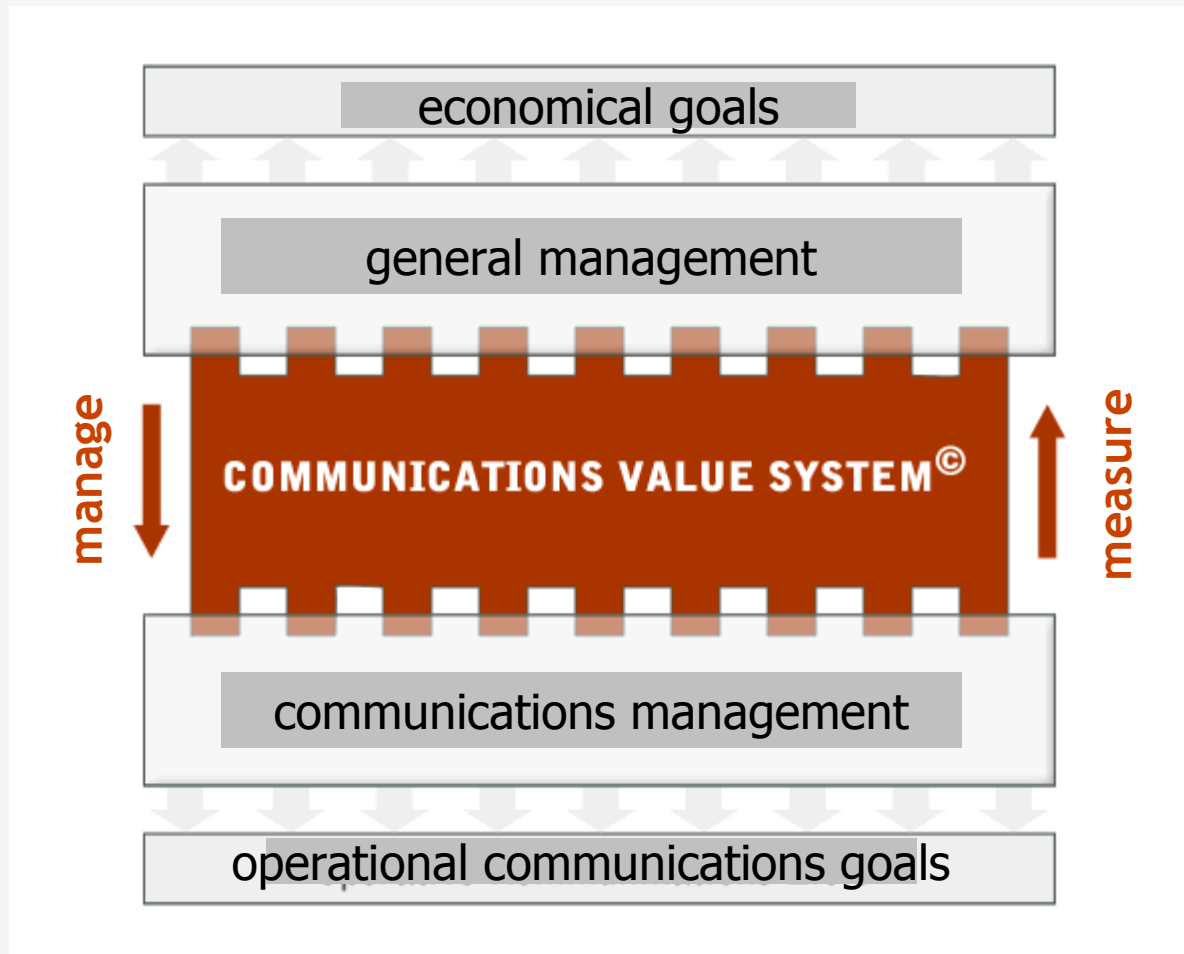 economical goals
general management
manage
COMMUNICATIONS VALUE SYSTEM©
measure
communications management
operational communications goals